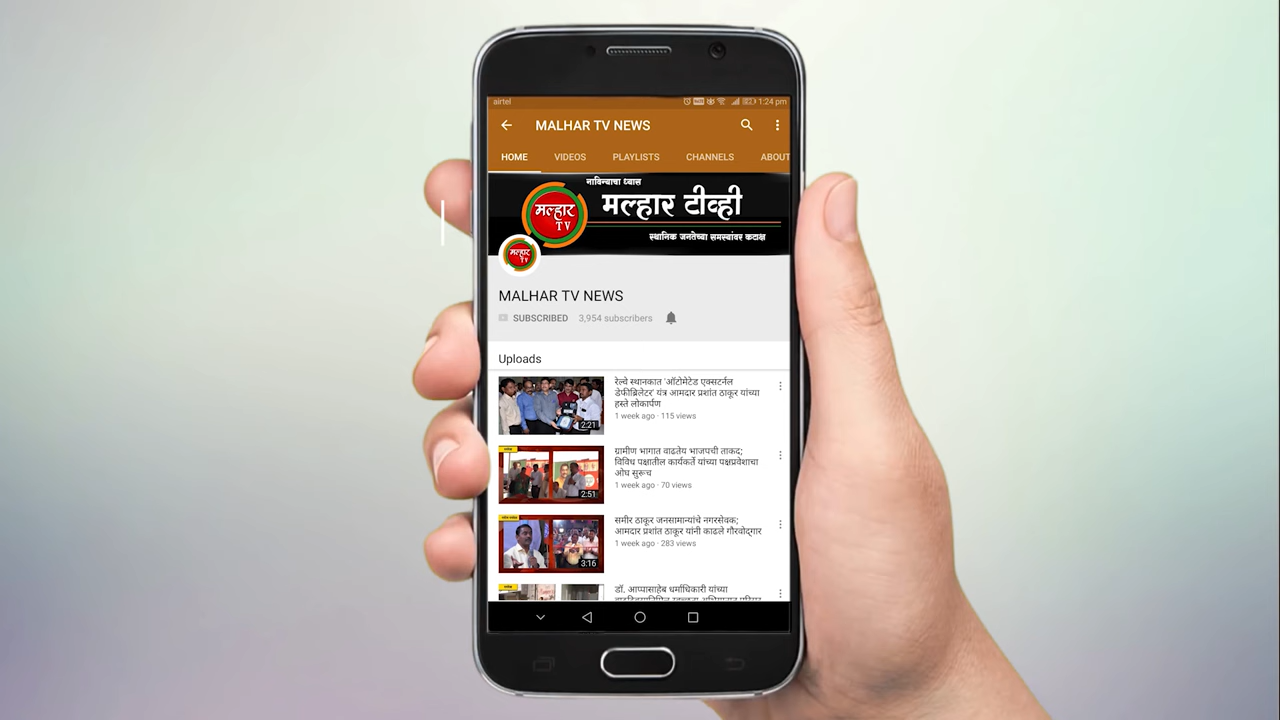 airtel
1:24 pm
MALHAR TV NEWS
HOME VIDEOS PLAYLISTS CHANNELS ABOUT
नाविन्याचा ध्यास
मल्हार टीव्ही
स्थानिक जनतेच्या समस्यांवर कटाक्ष
मल्हार
TV
मल्हार
TV
MALHAR TV NEWS
SUBSCRIBED 3,954 subscribers
Uploads
रेल्वे स्थानकात 'ऑटोमेटेड एक्सटर्नल
डेफीब्रिलेटर' यंत्र आमदार प्रशांत ठाकूर यांच्या
हस्ते लोकार्पण
1 week ago · 115 views
2:21
ग्रामीण भागात वाढतेय भाजपची ताकद;
विविध पक्षातील कार्यकर्ते यांच्या पक्षप्रवेशाचा
ओघ सुरूच
1 week ago · 70 views
2:51
समीर ठाकूर जनसामान्यांचे नगरसेवक;
आमदार प्रशांत ठाकूर यांनी काढले गौरवोद्गार
1 week ago · 283 views
3:16
डॉ. आप्पासाहेब धर्माधिकारी यांच्या